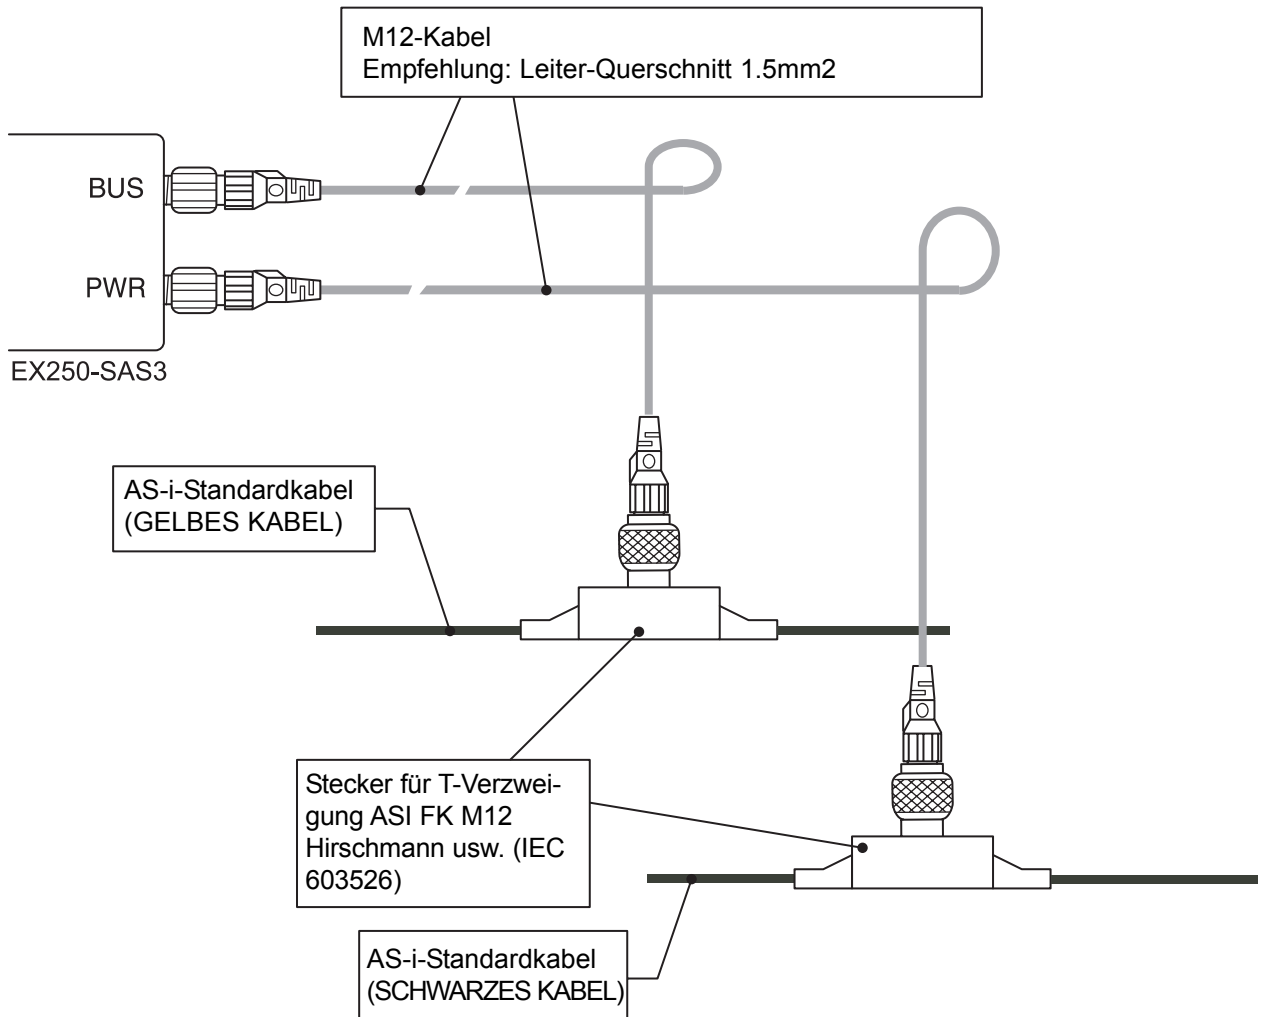 M12-Kabel
Empfehlung: Leiter-Querschnitt 1.5mm2
BUS
PWR
EX250-SAS3
AS-i-Standardkabel
(GELBES KABEL)
Stecker für T-Verzwei-
gung ASI FK M12
Hirschmann usw. (IEC
603526)
AS-i-Standardkabel
(SCHWARZES KABEL)